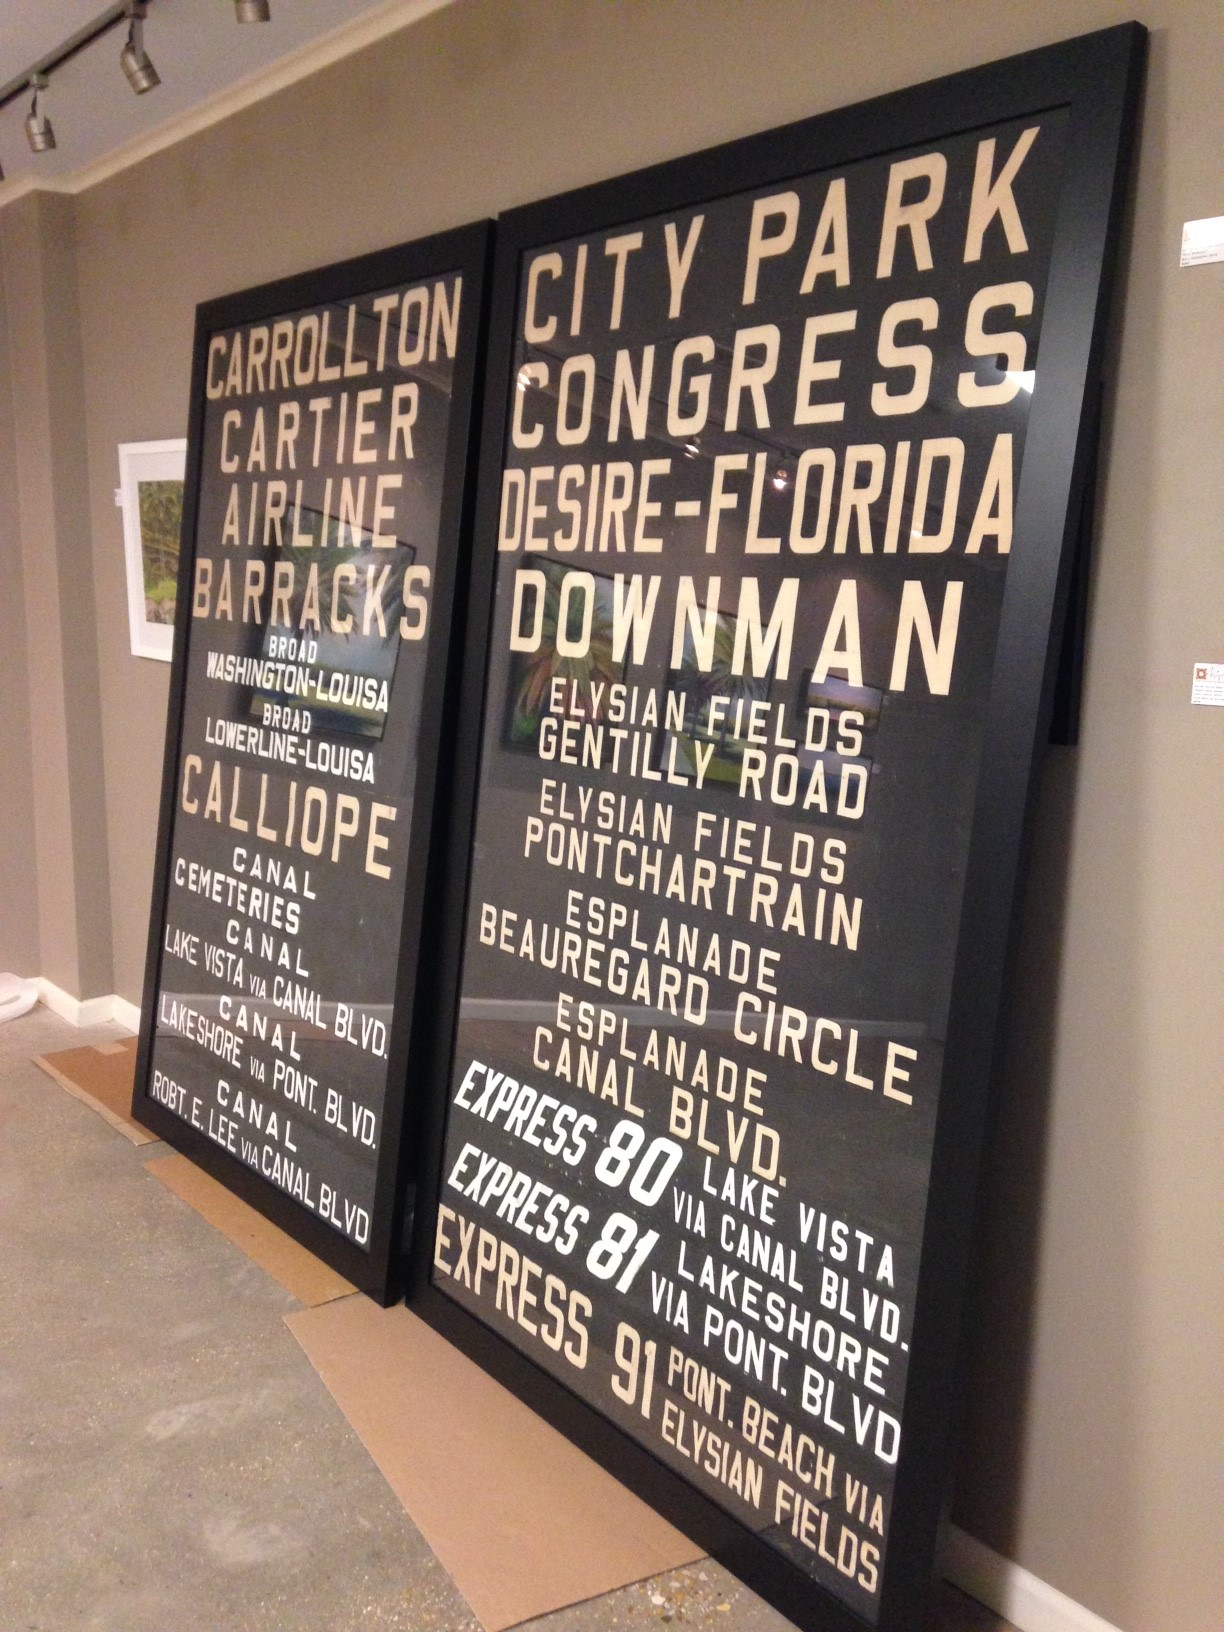 CARROLLTON
CARTIER
AIRLINE
BARRACKS
BROAD
WASHINGTON-LOUISA
BROAD
LOWERLINE-LOUISA
CALLIOPE
CANAL
CEMETERIES
CANAL
LAKE VISTA VIA CANAL BLVD.
CANAL
LAKESHORE VIA PONT. BLVD.
CANAL
ROBT. E. LEE VIA CANAL BLVD
CITY PARK
CONGRESS
DESIRE-FLORIDA
DOWNMAN
ELYSIAN FIELDS
GENTILLY ROAD
ELYSIAN FIELDS
PONTCHARTRAIN
ESPLANADE
BEAUREGARD CIRCLE
ESPLANADE
CANAL BLVD.
EXPRESS 80 LAKE VISTA
VIA CANAL BLVD.
EXPRESS 81 LAKESHORE
VIA PONT. BLVD
EXPRESS 91 PONT. BEACH VIA
ELYSIAN FIELDS